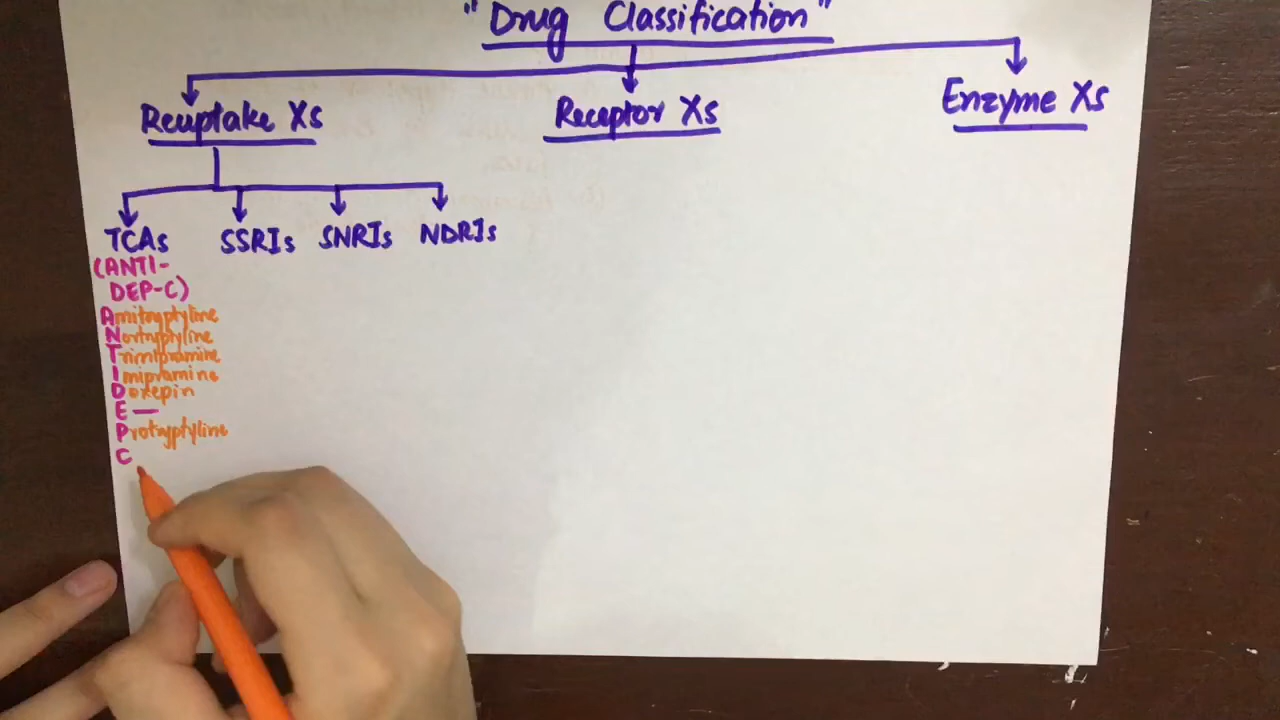 "Drug Classification"
Reuptake Xs
Receptor Xs
Enzyme Xs
TCAs
SSRIs
SNRIs
NDRIs
(ANTI-
DEP-C)
Amitryptyline
Nortryptyline
Trimipramine
Imipramine
Doxepin
E —
Protryptyline
C